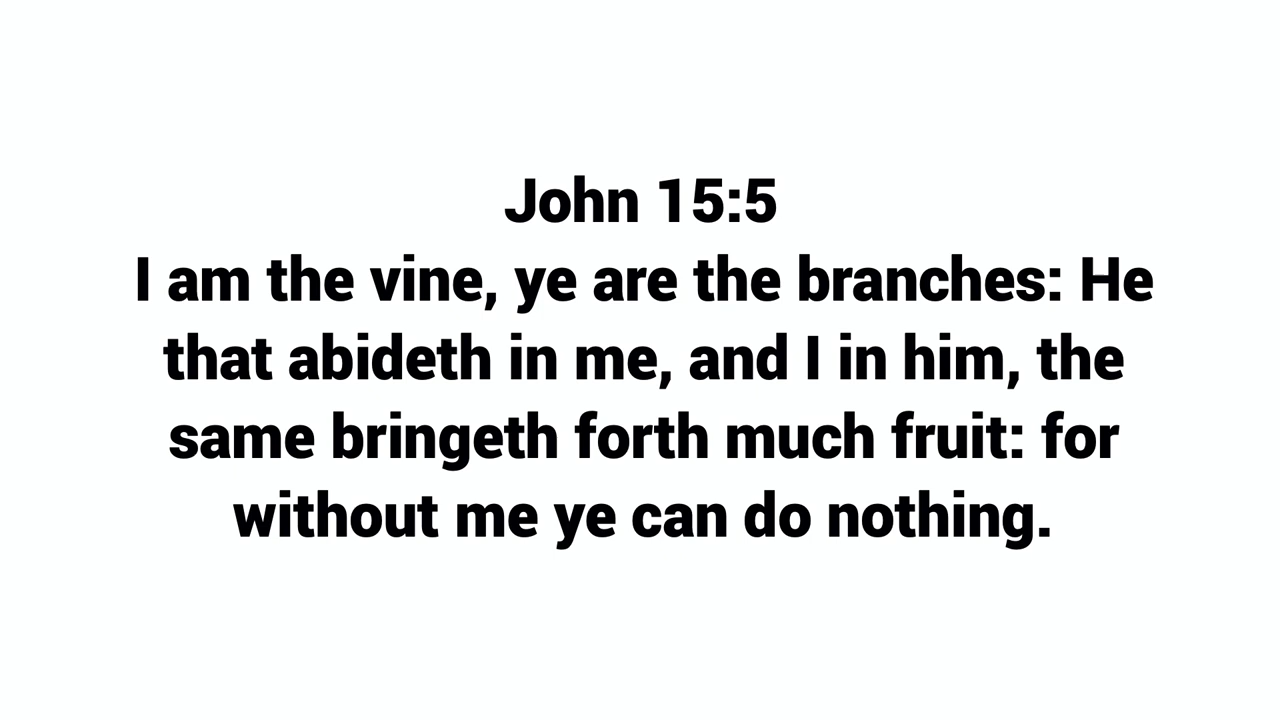 John 15:5
I am the vine, ye are the branches: He
that abideth in me, and I in him, the
same bringeth forth much fruit: for
without me ye can do nothing.